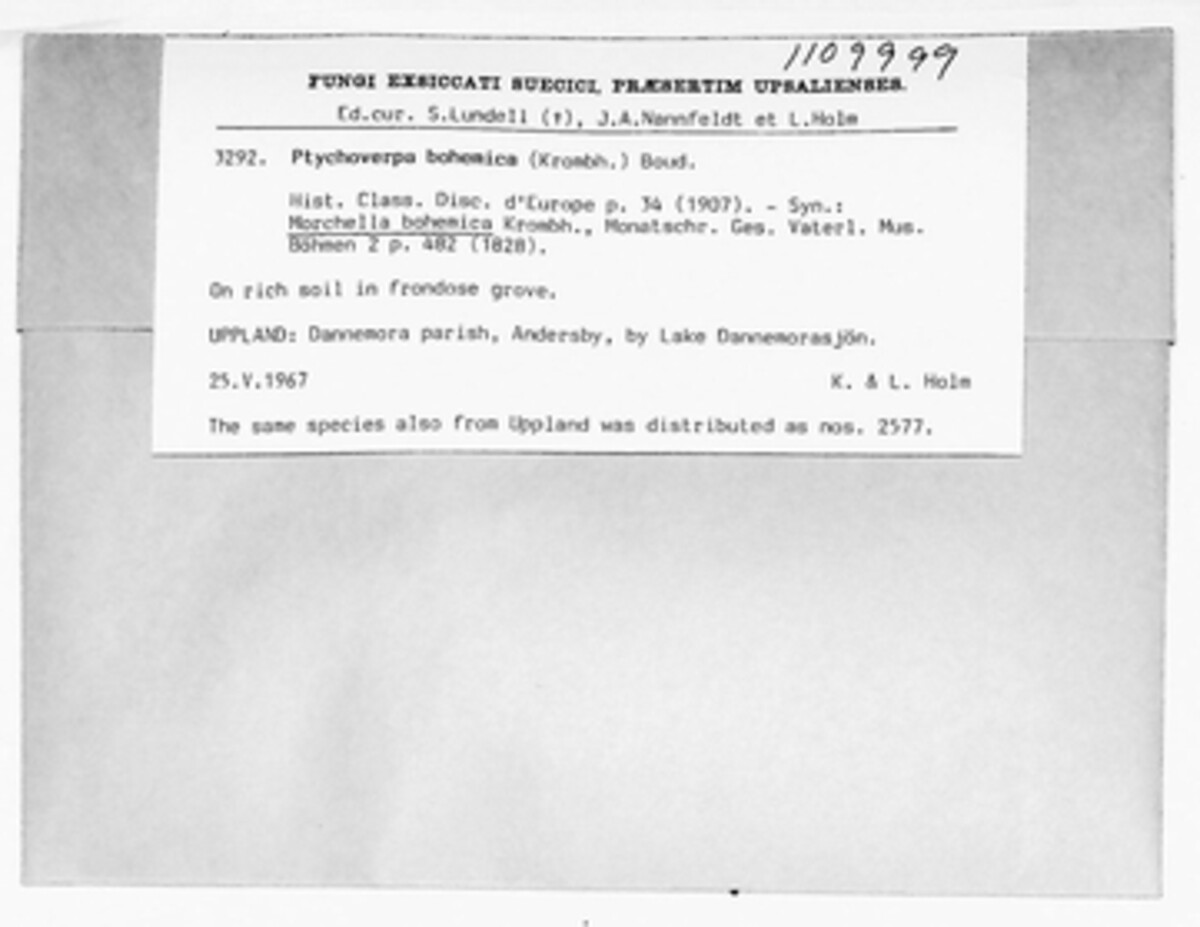 1109999
FUNGI EXSICCATI SUECICI, PRÆSERTIM UPSALIENSES.
Ed.cur. S.Lundell (†), J.A.Nannfeldt et L.Holm
3292. Ptychoverpa bohemica (Krombh.) Boud.
Hist. Class. Disc. d'Europe p. 34 (1907). - Syn.:
Morchella bohemica Krombh., Monatschr. Ges. Vaterl. Mus.
Böhmen 2 p. 482 (1828).
On rich soil in frondose grove.
UPPLAND: Dannemora parish, Andersby, by Lake Dannemorasjön.
25.V.1967 K. & L. Holm
The same species also from Uppland was distributed as nos. 2577.